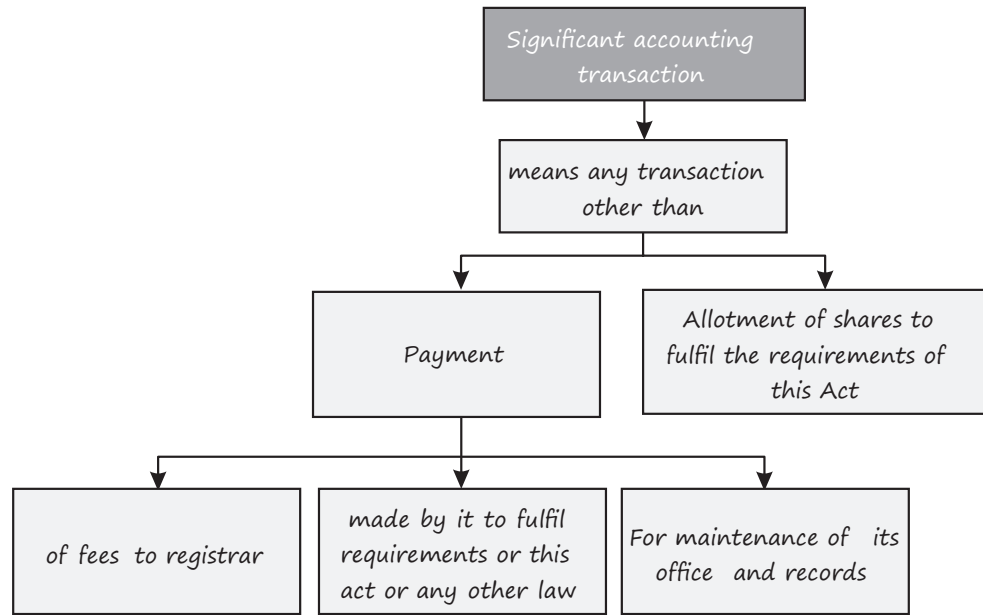 Significant accounting
transaction
means any transaction
other than
Payment
Allotment of shares to
fulfil the requirements of
this Act
of fees to registrar
made by it to fulfil
requirements or this
act or any other law
For maintenance of its
office and records